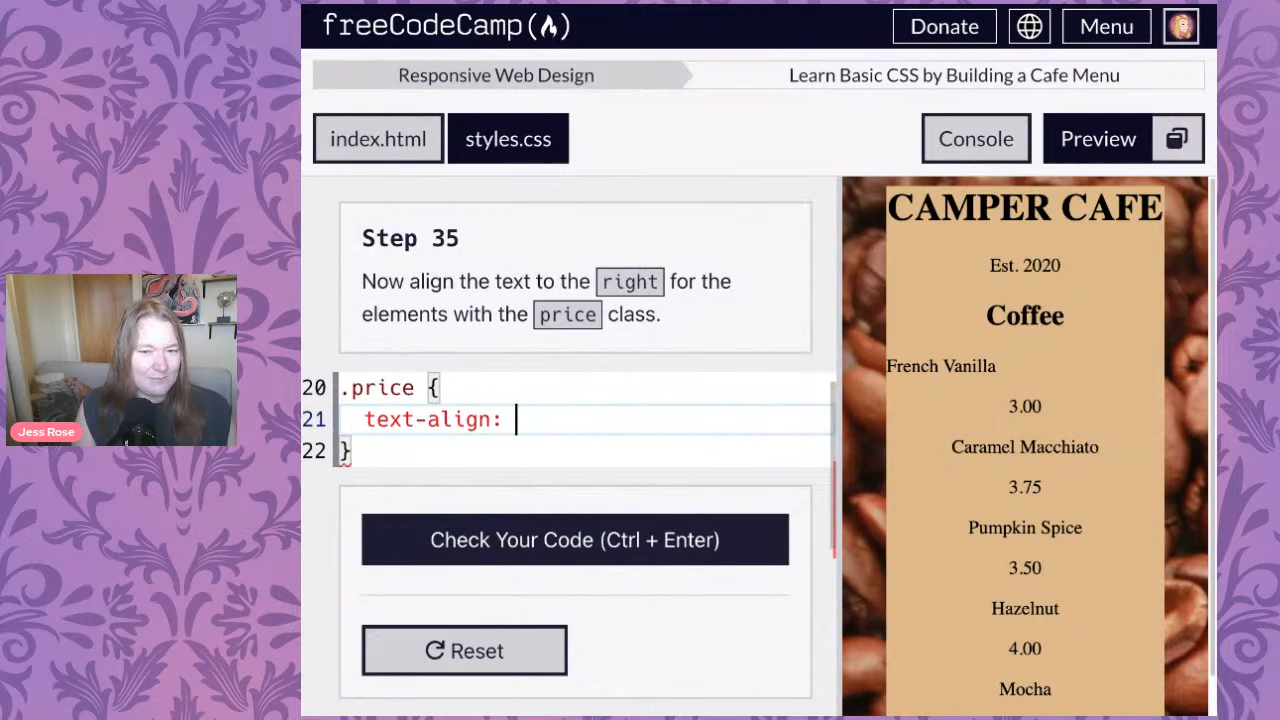 freeCodeCamp
Donate
Menu
Responsive Web Design
Learn Basic CSS by Building a Cafe Menu
index.html
styles.css
Console
Preview
Step 35
Now align the text to the right for the
elements with the price class.
20 .price {
21 text-align:
22 }
Check Your Code (Ctrl + Enter)
Reset
CAMPER CAFE
Est. 2020
Coffee
French Vanilla
3.00
Caramel Macchiato
3.75
Pumpkin Spice
3.50
Hazelnut
4.00
Mocha
Jess Rose